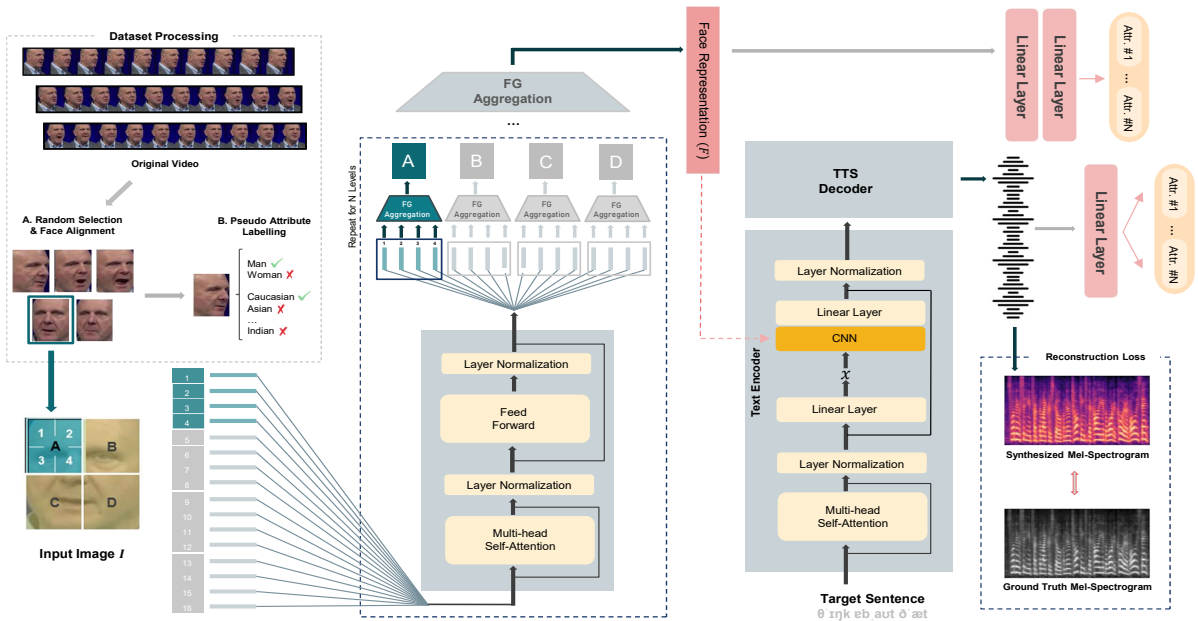 Dataset Processing
Original Video
A. Random Selection
& Face Alignment
B. Pseudo Attribute
Labelling
Man
Woman
Caucasian
Asian
...
Indian
1 2
A
3 4
B
C
D
Input Image I
1
2
3
4
5
6
7
8
9
10
11
12
13
14
15
16
FG
Aggregation
...
Repeat for N Levels
A
B
C
D
FG
Aggregation
FG
Aggregation
FG
Aggregation
FG
Aggregation
1 2 3 4
Layer Normalization
Feed
Forward
Layer Normalization
Multi-head
Self-Attention
Face Representation (F)
TTS
Decoder
Text Encoder
Layer Normalization
Linear Layer
CNN
x
Linear Layer
Layer Normalization
Multi-head
Self-Attention
Target Sentence
θˈɪŋk ɐbˌaʊt ðˈæt
Linear Layer
Linear Layer
Attr. #1
...
Attr. #N
Linear Layer
Attr. #1
...
Attr. #N
Reconstruction Loss
Synthesized Mel-Spectrogram
Ground Truth Mel-Spectrogram